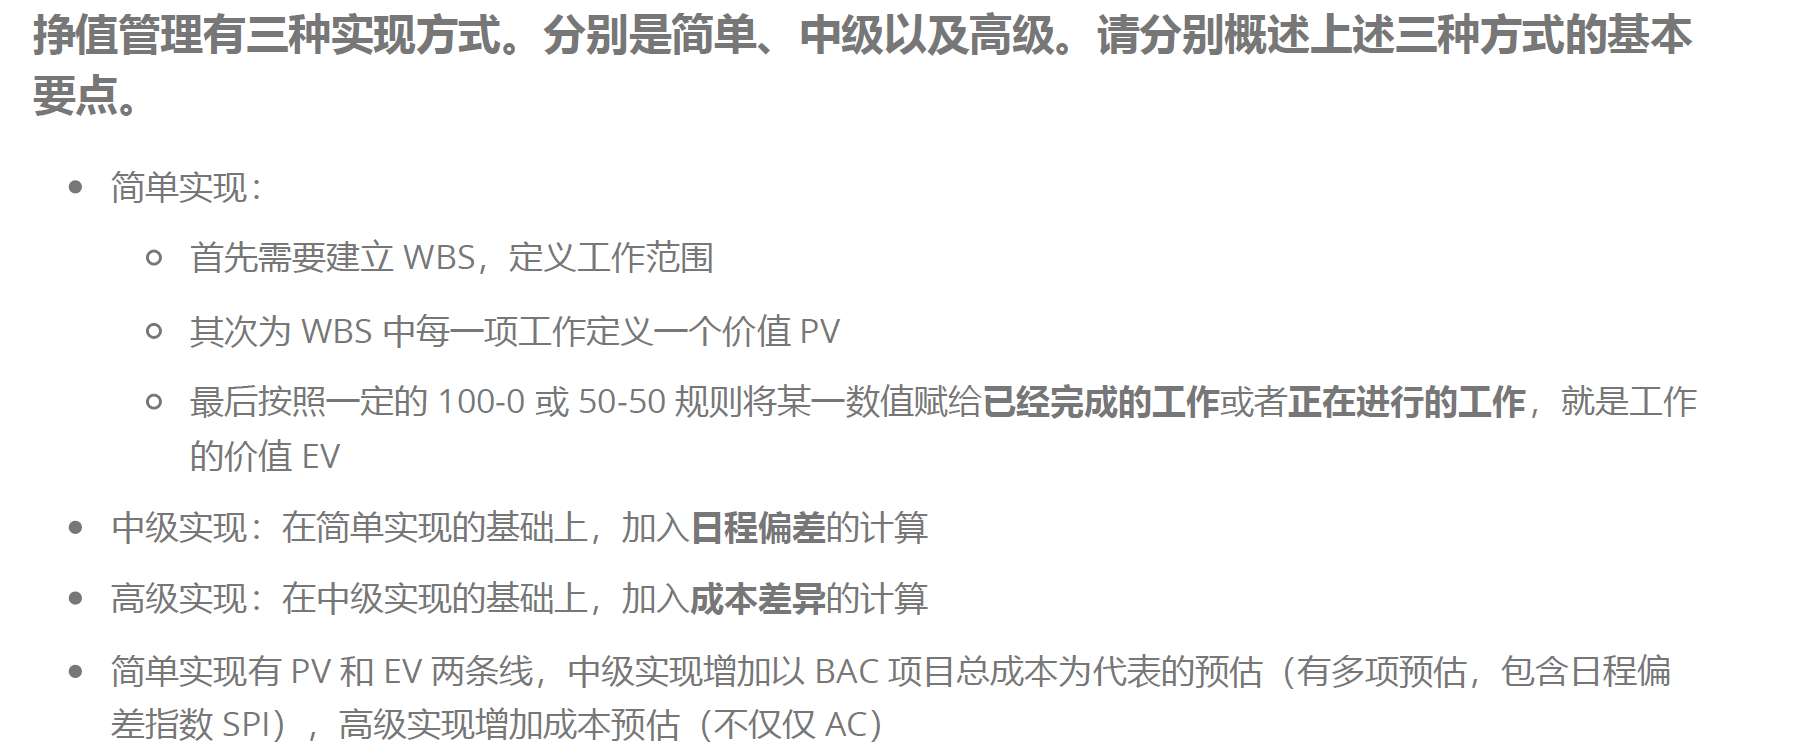 挣值管理有三种实现方式。分别是简单、中级以及高级。请分别概述上述三种方式的基本
要点。
简单实现：
首先需要建立 WBS，定义工作范围
其次为 WBS 中每一项工作定义一个价值 PV
最后按照一定的 100-0 或 50-50 规则将某一数值赋给已经完成的工作或者正在进行的工作，就是工作
的价值 EV
中级实现：在简单实现的基础上，加入日程偏差的计算
高级实现：在中级实现的基础上，加入成本差异的计算
简单实现有 PV 和 EV 两条线，中级实现增加以 BAC 项目总成本为代表的预估（有多项预估，包含日程偏
差指数 SPI），高级实现增加成本预估（不仅仅 AC）